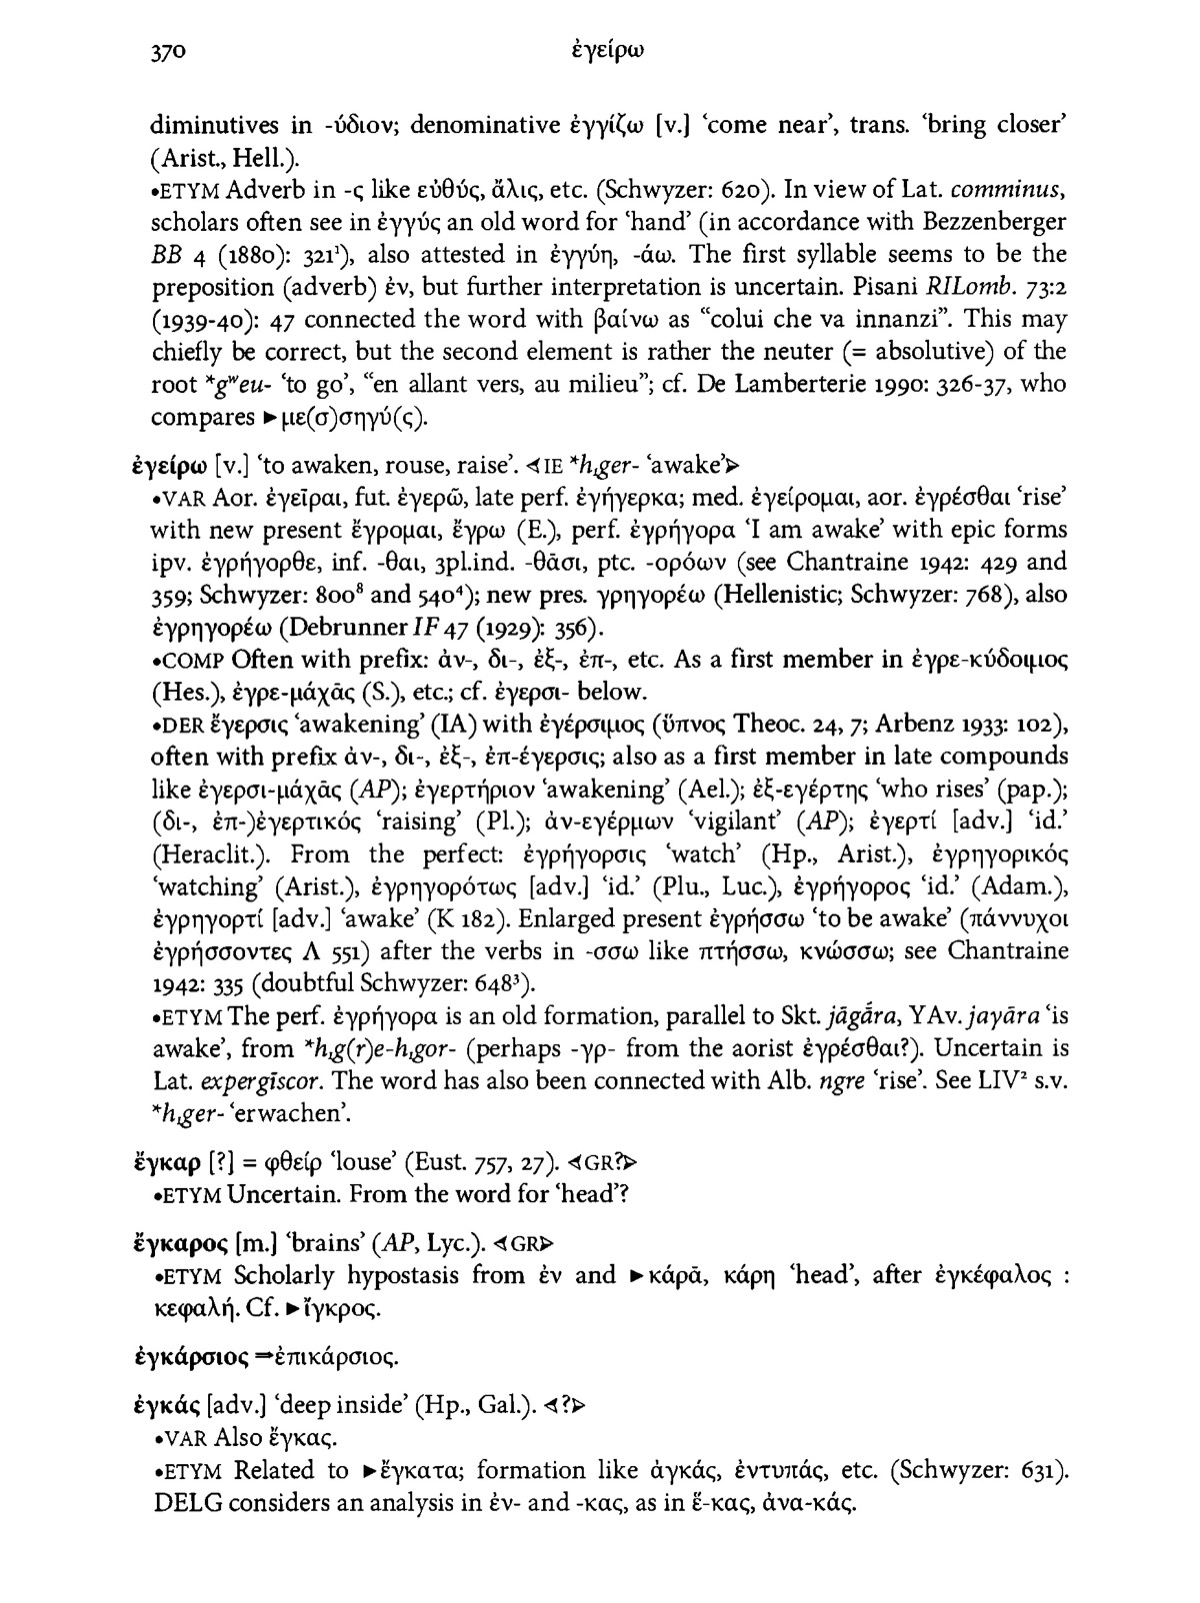 370
ἐγείρω
diminutives in -ύδιον; denominative ἐγγίζω [v.] ‘come near’, trans. ‘bring closer’
(Arist., Hell.).
•ETYM Adverb in -ς like εὐθύς, ἅλις, etc. (Schwyzer: 620). In view of Lat. comminus,
scholars often see in ἐγγύς an old word for ‘hand’ (in accordance with Bezzenberger
BB 4 (1880): 321¹), also attested in ἐγγύη, -άω. The first syllable seems to be the
preposition (adverb) ἐν, but further interpretation is uncertain. Pisani RILomb. 73:2
(1939-40): 47 connected the word with βαίνω as “colui che va innanzi”. This may
chiefly be correct, but the second element is rather the neuter (= absolutive) of the
root *gʷeu- ‘to go’, “en allant vers, au milieu”; cf. De Lamberterie 1990: 326-37, who
compares ►με(σ)σηγύ(ς).
ἐγείρω [v.] ‘to awaken, rouse, raise’. ⊲IE *h₁ger- ‘awake’⊳
•VAR Aor. ἐγεῖραι, fut. ἐγερῶ, late perf. ἐγήγερκα; med. ἐγείρομαι, aor. ἐγρέσθαι ‘rise’
with new present ἔγρομαι, ἔγρω (E.), perf. ἐγρήγορα ‘I am awake’ with epic forms
ipv. ἐγρήγορθε, inf. -θαι, 3pl.ind. -θᾱσι, ptc. -ορόων (see Chantraine 1942: 429 and
359; Schwyzer: 800⁸ and 540⁴); new pres. γρηγορέω (Hellenistic; Schwyzer: 768), also
ἐγρηγορέω (Debrunner IF 47 (1929): 356).
•COMP Often with prefix: ἀν-, δι-, ἐξ-, ἐπ-, etc. As a first member in ἐγρε-κύδοιμος
(Hes.), ἐγρε-μάχᾱς (S.), etc.; cf. ἐγερσι- below.
•DER ἔγερσις ‘awakening’ (IA) with ἐγέρσιμος (ὕπνος Theoc. 24, 7; Arbenz 1933: 102),
often with prefix ἀν-, δι-, ἐξ-, ἐπ-έγερσις; also as a first member in late compounds
like ἐγερσι-μάχᾱς (AP); ἐγερτήριον ‘awakening’ (Ael.); ἐξ-εγέρτης ‘who rises’ (pap.);
(δι-, ἐπ-)ἐγερτικός ‘raising’ (Pl.); ἀν-εγέρμων ‘vigilant’ (AP); ἐγερτί [adv.] ‘id.’
(Heraclit.). From the perfect: ἐγρήγορσις ‘watch’ (Hp., Arist.), ἐγρηγορικός
‘watching’ (Arist.), ἐγρηγορότως [adv.] ‘id.’ (Plu., Luc.), ἐγρήγορος ‘id.’ (Adam.),
ἐγρηγορτί [adv.] ‘awake’ (K 182). Enlarged present ἐγρήσσω ‘to be awake’ (πάννυχοι
ἐγρήσσοντες Λ 551) after the verbs in -σσω like πτήσσω, κνώσσω; see Chantraine
1942: 335 (doubtful Schwyzer: 648³).
•ETYM The perf. ἐγρήγορα is an old formation, parallel to Skt. jāgā́ra, YAv. jaγāra ‘is
awake’, from *h₁g(r)e-h₁gor- (perhaps -γρ- from the aorist ἐγρέσθαι?). Uncertain is
Lat. expergīscor. The word has also been connected with Alb. ngre ‘rise’. See LIV² s.v.
*h₁ger- ‘erwachen’.
ἔγκαρ [?] = φθείρ ‘louse’ (Eust. 757, 27). ⊲GR?⊳
•ETYM Uncertain. From the word for ‘head’?
ἔγκαρος [m.] ‘brains’ (AP, Lyc.). ⊲GR⊳
•ETYM Scholarly hypostasis from ἐν and ►κάρᾱ, κάρη ‘head’, after ἐγκέφαλος :
κεφαλή. Cf. ►ἴγκρος.
ἐγκάρσιος ⇒ἐπικάρσιος.
ἐγκάς [adv.] ‘deep inside’ (Hp., Gal.). ⊲?⊳
•VAR Also ἔγκας.
•ETYM Related to ►ἔγκατα; formation like ἀγκάς, ἐντυπάς, etc. (Schwyzer: 631).
DELG considers an analysis in ἐν- and -κας, as in ἕ-κας, ἀνα-κάς.